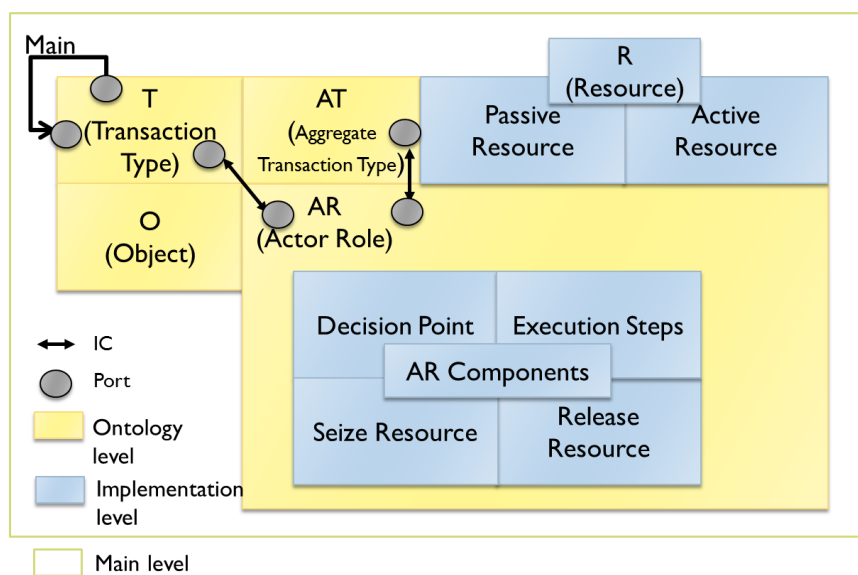 Main
T
(Transaction
Type)
AT
(Aggregate
Transaction Type)
R
(Resource)
Passive
Resource
Active
Resource
O
(Object)
AR
(Actor Role)
Decision Point
Execution Steps
AR Components
Seize Resource
Release
Resource
IC
Port
Ontology
level
Implementation
level
Main level